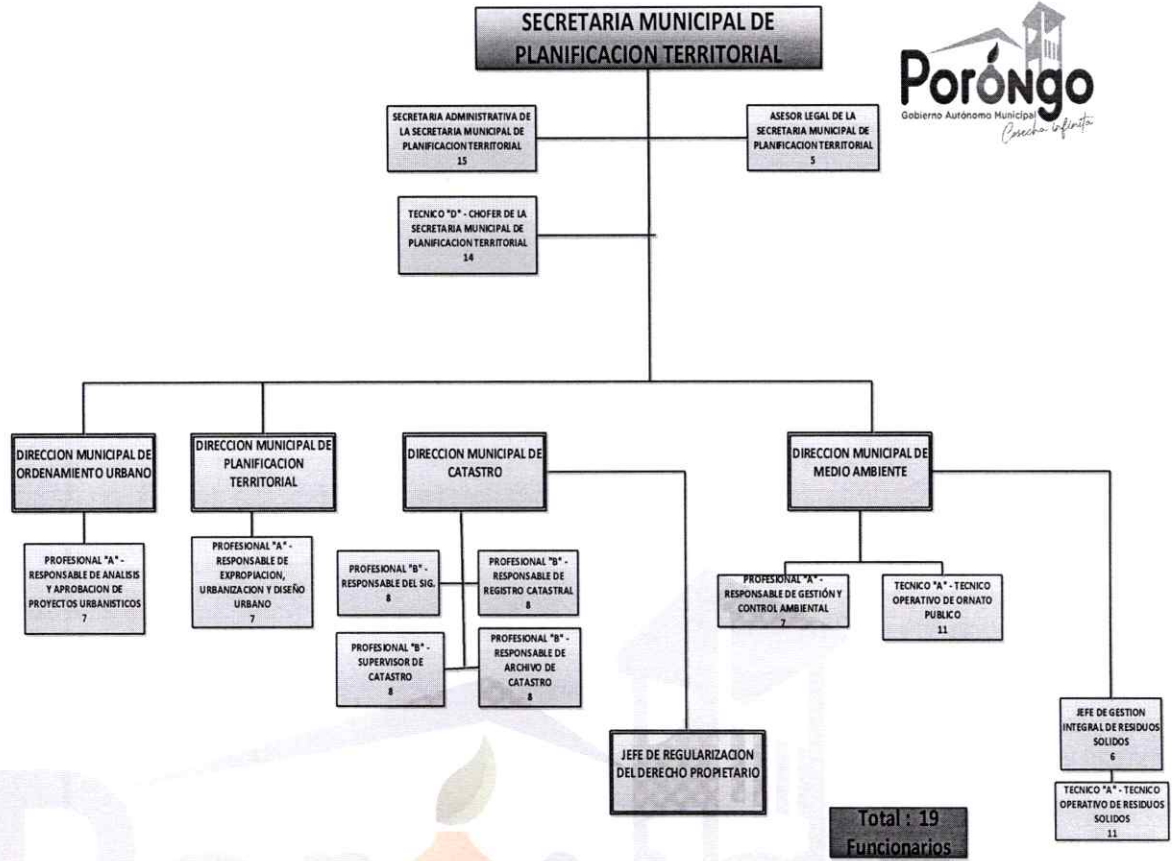 SECRETARIA MUNICIPAL DE
PLANIFICACION TERRITORIAL
Poróngo
Gobierno Autónomo Municipal
Cosecha infinita
SECRETARIA ADMINISTRATIVA DE
LA SECRETARIA MUNICIPAL DE
PLANIFICACION TERRITORIAL
15
ASESOR LEGAL DE LA
SECRETARIA MUNICIPAL DE
PLANIFICACION TERRITORIAL
5
TECNICO "D" - CHOFER DE LA
SECRETARIA MUNICIPAL DE
PLANIFICACION TERRITORIAL
14
DIRECCION MUNICIPAL DE
ORDENAMIENTO URBANO
DIRECCION MUNICIPAL DE
PLANIFICACION
TERRITORIAL
DIRECCION MUNICIPAL DE
CATASTRO
DIRECCION MUNICIPAL DE
MEDIO AMBIENTE
PROFESIONAL "A" -
RESPONSABLE DE ANALISIS
Y APROBACION DE
PROYECTOS URBANISTICOS
7
PROFESIONAL "A" -
RESPONSABLE DE
EXPROPIACION,
URBANIZACION Y DISEÑO
URBANO
7
PROFESIONAL "B" -
RESPONSABLE DEL SIG.
8
PROFESIONAL "B" -
RESPONSABLE DE
REGISTRO CATASTRAL
8
PROFESIONAL "B" -
SUPERVISOR DE
CATASTRO
8
PROFESIONAL "B" -
RESPONSABLE DE
ARCHIVO DE
CATASTRO
8
PROFESIONAL "A" -
RESPONSABLE DE GESTIÓN Y
CONTROL AMBIENTAL
7
TECNICO "A" - TECNICO
OPERATIVO DE ORNATO
PUBLICO
11
JEFE DE REGULARIZACION
DEL DERECHO PROPIETARIO
JEFE DE GESTION
INTEGRAL DE RESIDUOS
SOLIDOS
6
TECNICO "A" - TECNICO
OPERATIVO DE RESIDUOS
SOLIDOS
11
Total : 19
Funcionarios